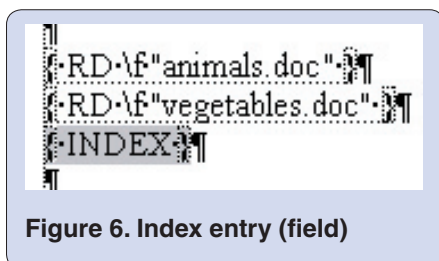 ¶
{·RD·\f"animals.doc"·}¶
{·RD·\f"vegetables.doc"·}¶
{·INDEX·}¶
¶
Figure 6. Index entry (field)